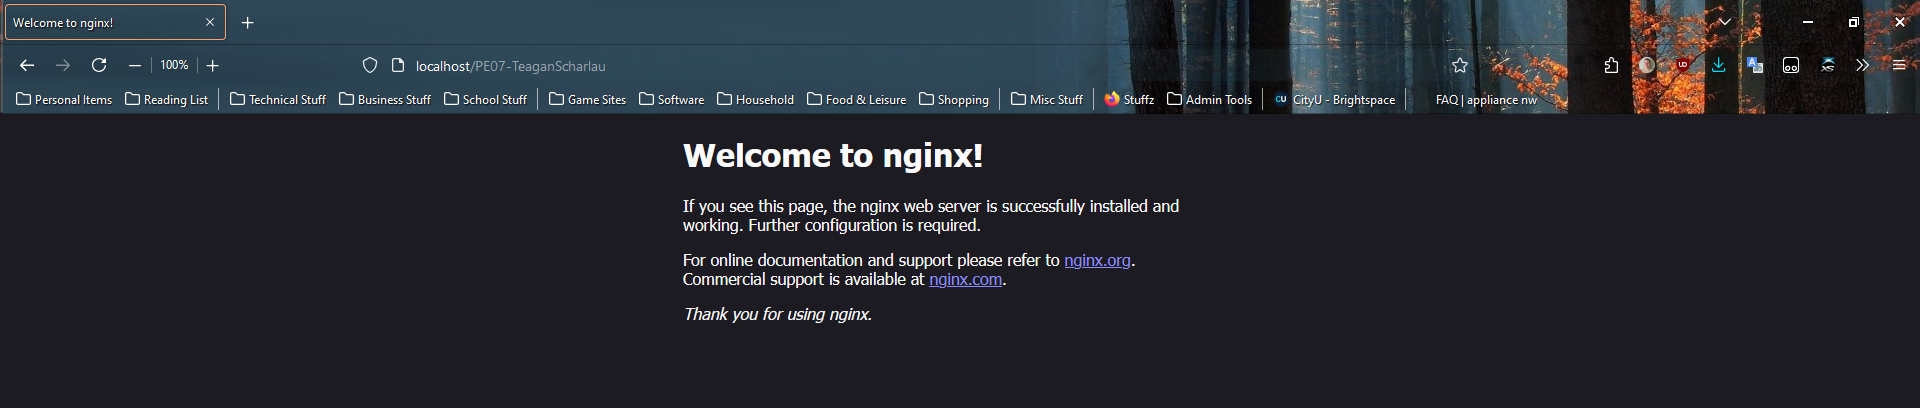 Welcome to nginx!
100%
localhost/PE07-TeaganScharlau
Personal Items Reading List Technical Stuff Business Stuff School Stuff Game Sites Software Household Food & Leisure Shopping Misc Stuff Stuffz Admin Tools CU CityU - Brightspace FAQ | appliance nw
Welcome to nginx!
If you see this page, the nginx web server is successfully installed and
working. Further configuration is required.
For online documentation and support please refer to nginx.org.
Commercial support is available at nginx.com.
Thank you for using nginx.